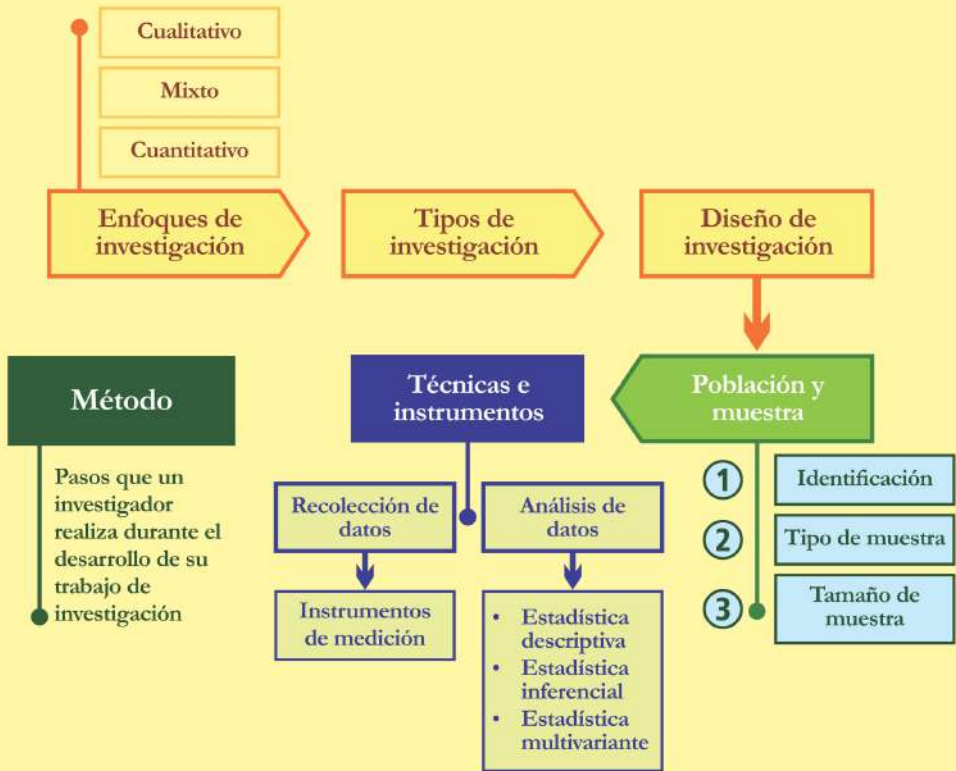 Cualitativo
Mixto
Cuantitativo
Enfoques de
investigación
Tipos de
investigación
Diseño de
investigación
Método
Pasos que un
investigador
realiza durante el
desarrollo de su
trabajo de
investigación
Técnicas e
instrumentos
Recolección de
datos
Instrumentos
de medición
Análisis de
datos
• Estadística
descriptiva
• Estadística
inferencial
• Estadística
multivariante
Población y
muestra
1 Identificación
2 Tipo de muestra
3 Tamaño de
muestra